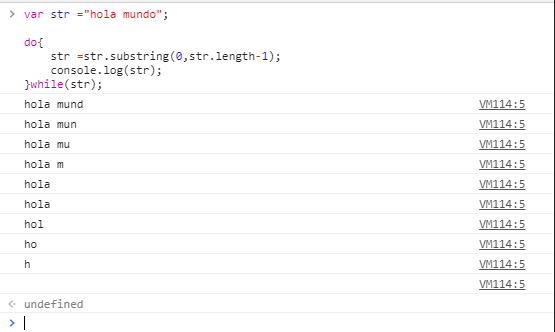 > var str ="hola mundo";
do{
str =str.substring(0,str.length-1);
console.log(str);
}while(str);
hola mund VM114:5
hola mun VM114:5
hola mu VM114:5
hola m VM114:5
hola VM114:5
hola VM114:5
hol VM114:5
ho VM114:5
h VM114:5
VM114:5
undefined
>